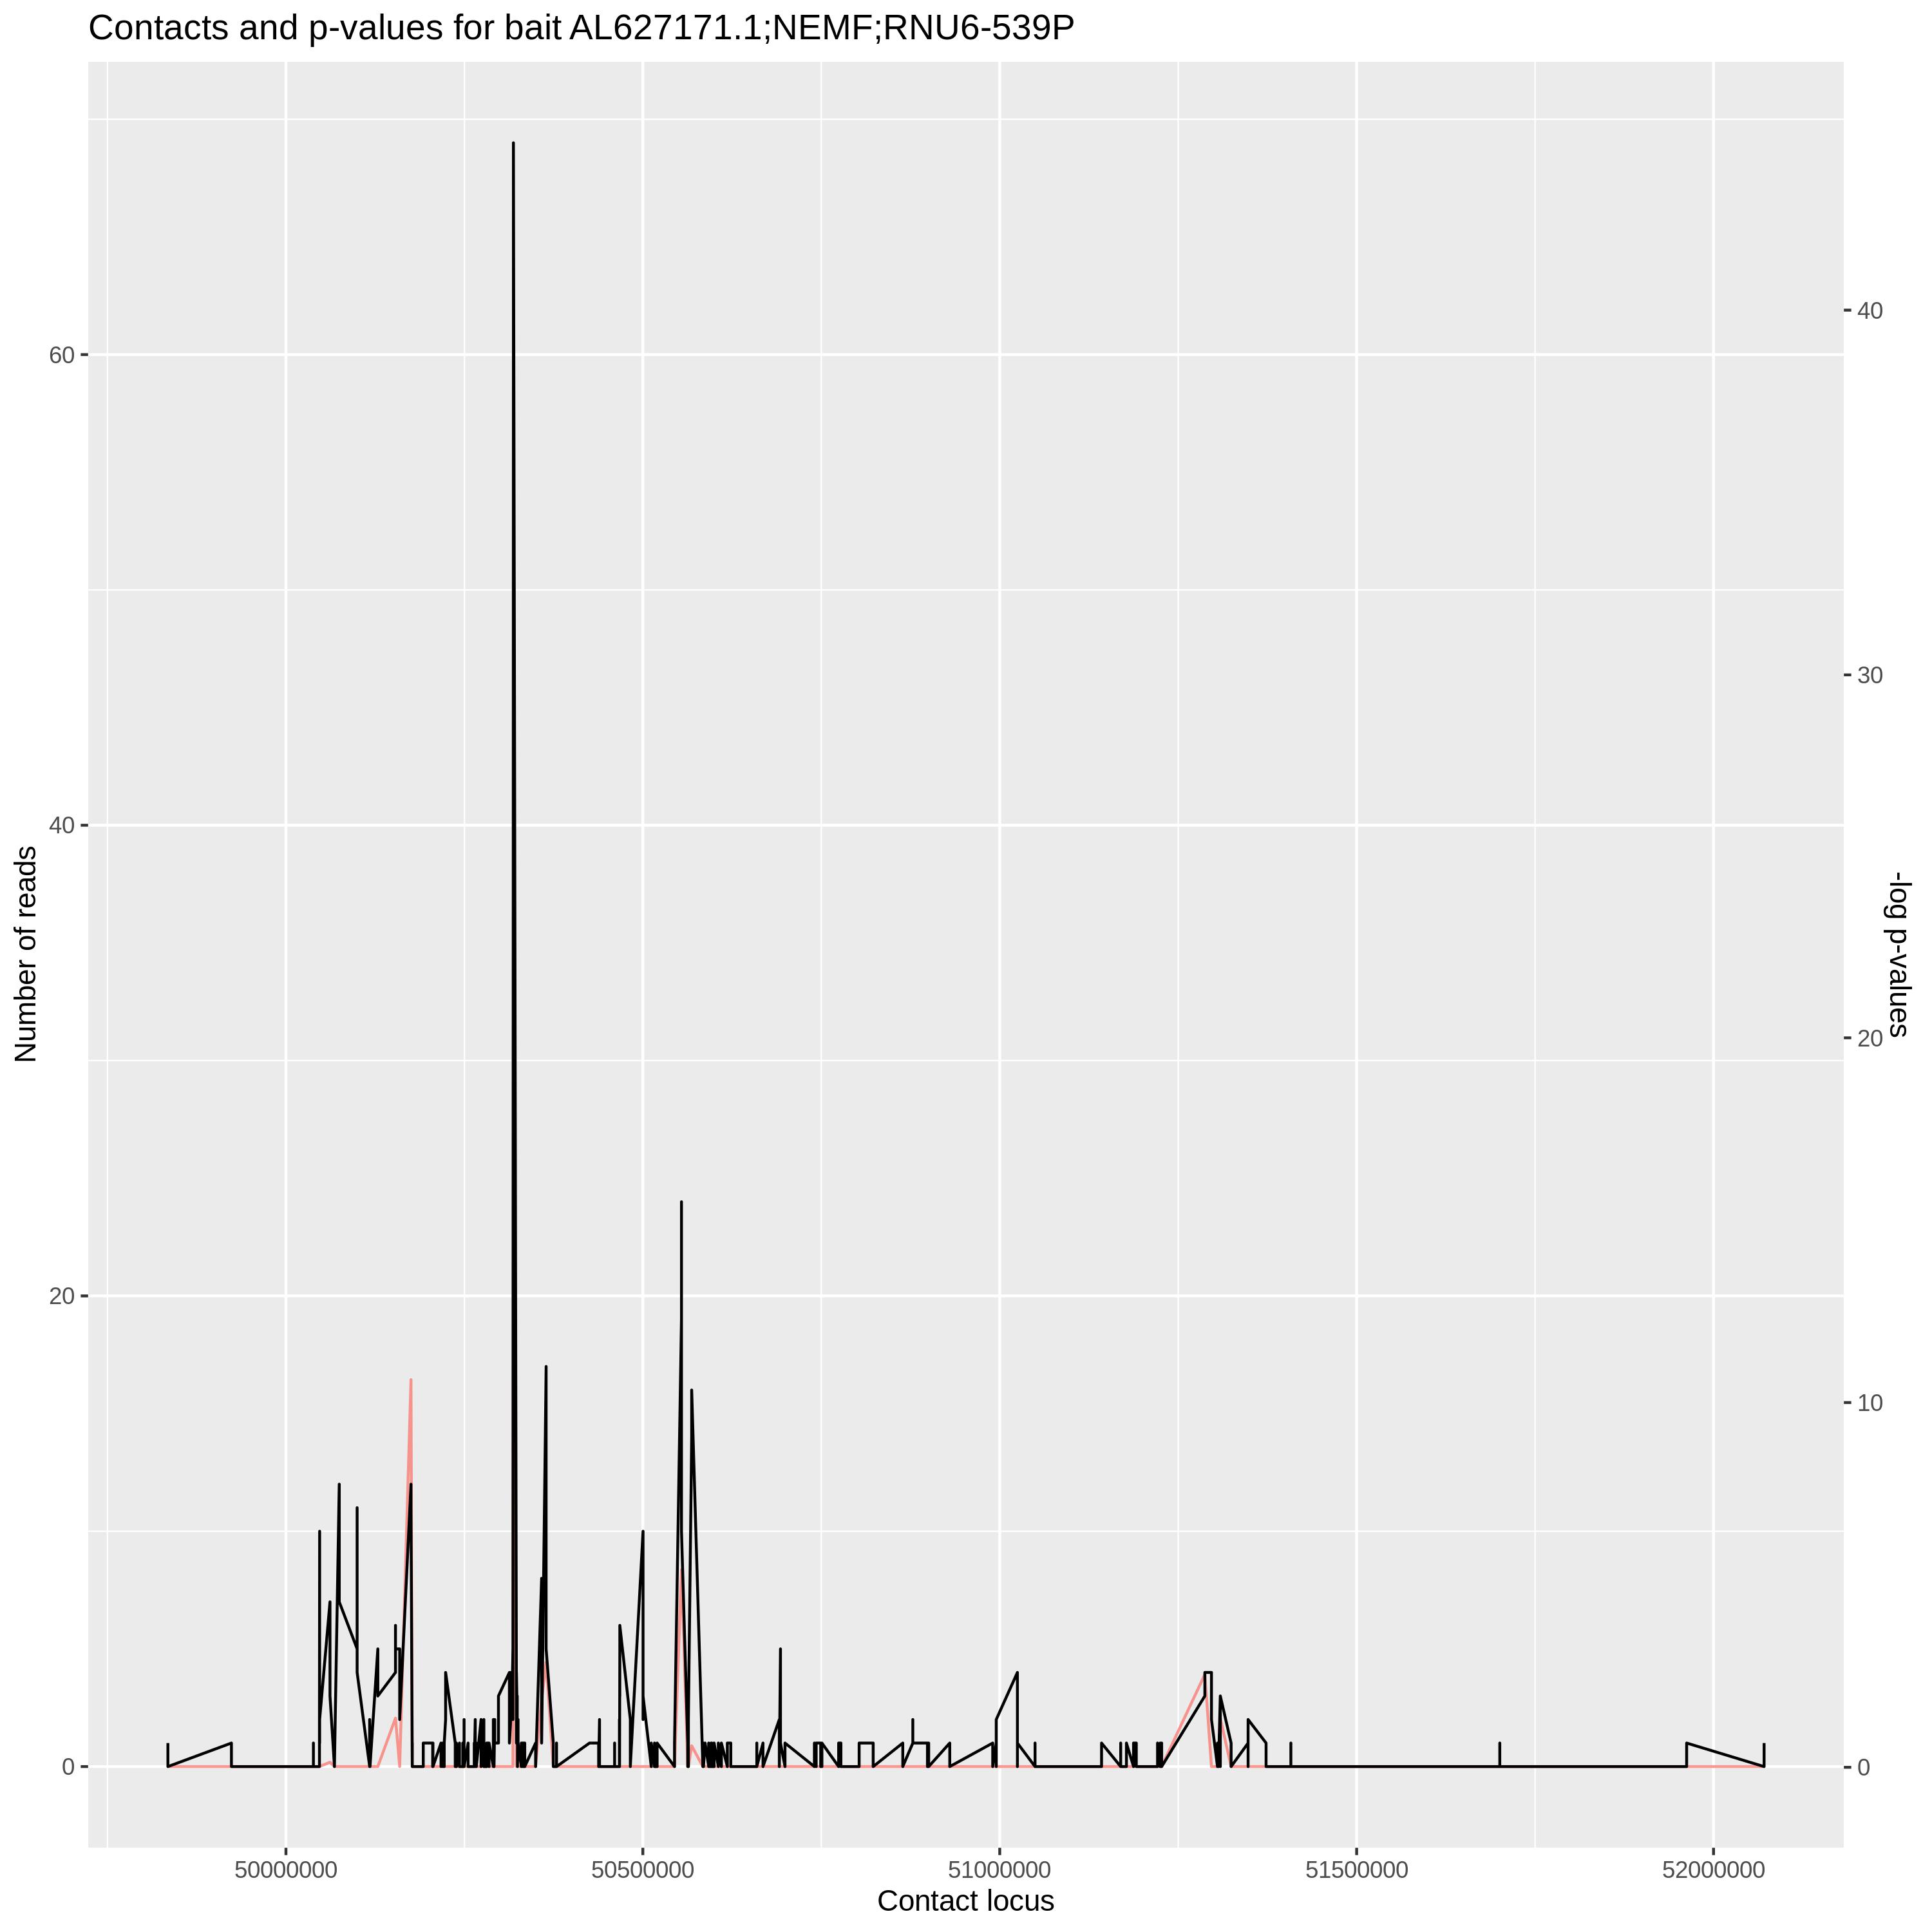 Contacts and p-values for bait AL627171.1;NEMF;RNU6-539P
Number of reads
60
40
20
0
40
30
20
10
0
-log p-values
50000000 50500000 51000000 51500000 52000000
Contact locus